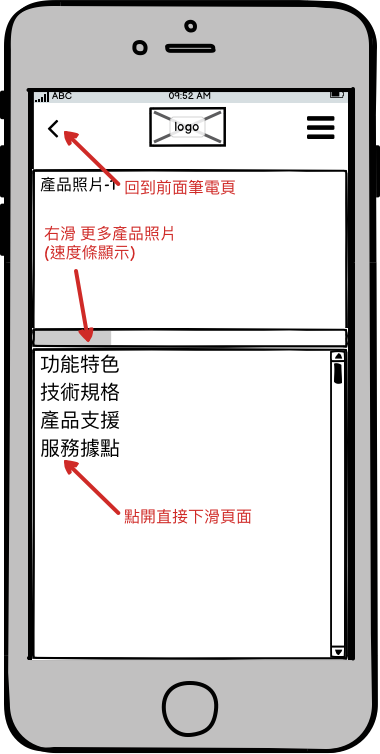 ABC 09:52 AM
logo
產品照片-1
回到前面筆電頁
右滑 更多產品照片
(速度條顯示)
功能特色
技術規格
產品支援
服務據點
點開直接下滑頁面